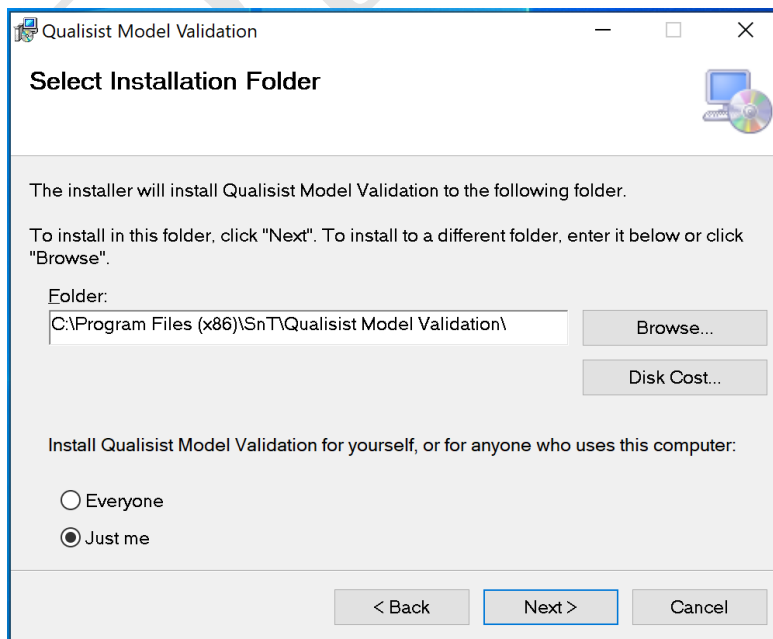 Qualisist Model Validation
Select Installation Folder
The installer will install Qualisist Model Validation to the following folder.
To install in this folder, click "Next". To install to a different folder, enter it below or click
"Browse".
Folder:
C:\Program Files (x86)\SnT\Qualisist Model Validation\
Browse...
Disk Cost...
Install Qualisist Model Validation for yourself, or for anyone who uses this computer:
Everyone
Just me
< Back
Next >
Cancel